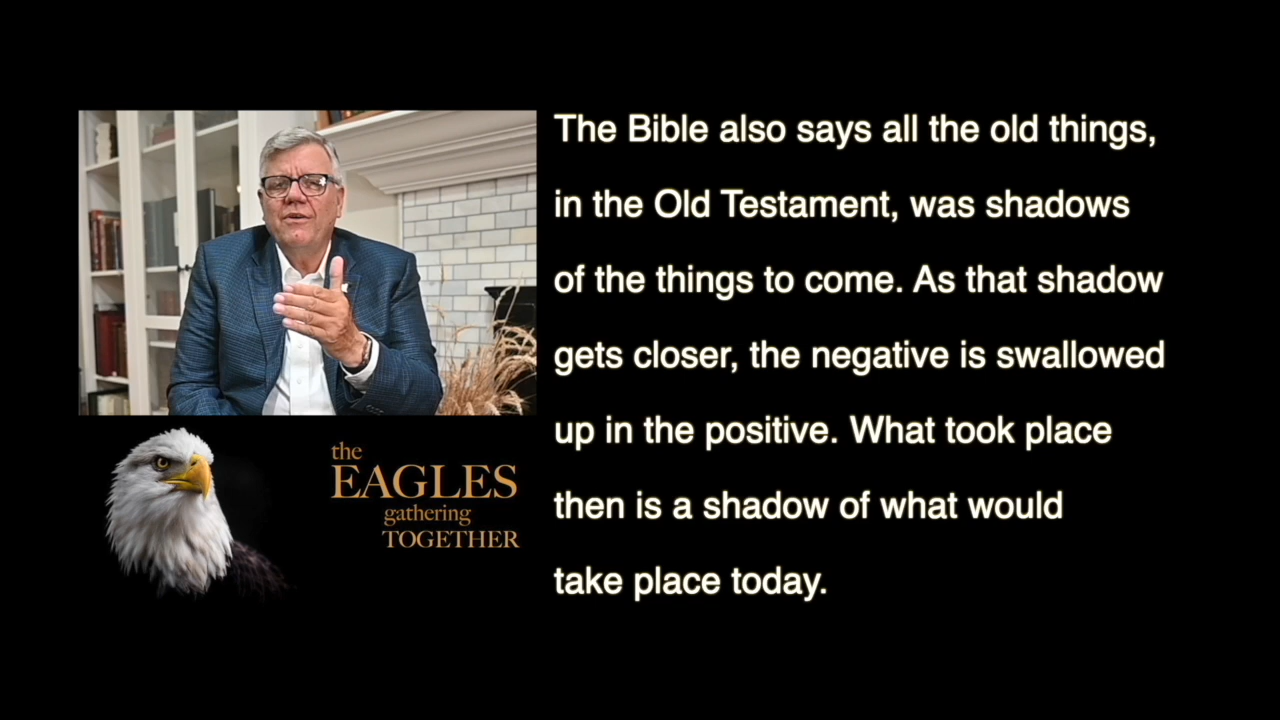 The Bible also says all the old things,
in the Old Testament, was shadows
of the things to come. As that shadow
gets closer, the negative is swallowed
up in the positive. What took place
then is a shadow of what would
take place today.
the
EAGLES
gathering
TOGETHER